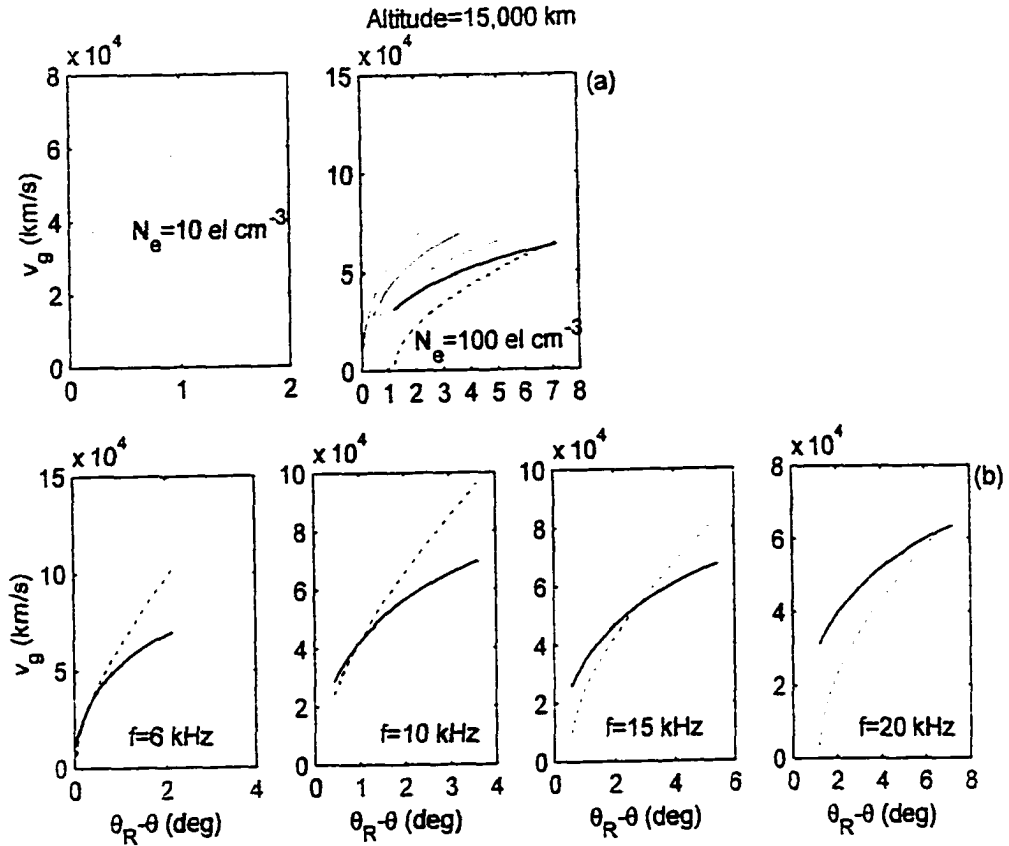 Altitude=15,000 km
x 10^4
8
6
4
2
0
v_g (km/s)
N_e=10 el cm^-3
0 1 2
x 10^4
15
10
5
0
(a)
N_e=100 el cm^-3
0 1 2 3 4 5 6 7 8
x 10^4
15
10
5
0
v_g (km/s)
f=6 kHz
0 2 4
θ_R-θ (deg)
x 10^4
10
8
6
4
2
0
f=10 kHz
0 1 2 3 4
θ_R-θ (deg)
x 10^4
10
8
6
4
2
0
f=15 kHz
0 2 4 6
θ_R-θ (deg)
x 10^4
8
6
4
2
0
(b)
f=20 kHz
0 2 4 6 8
θ_R-θ (deg)